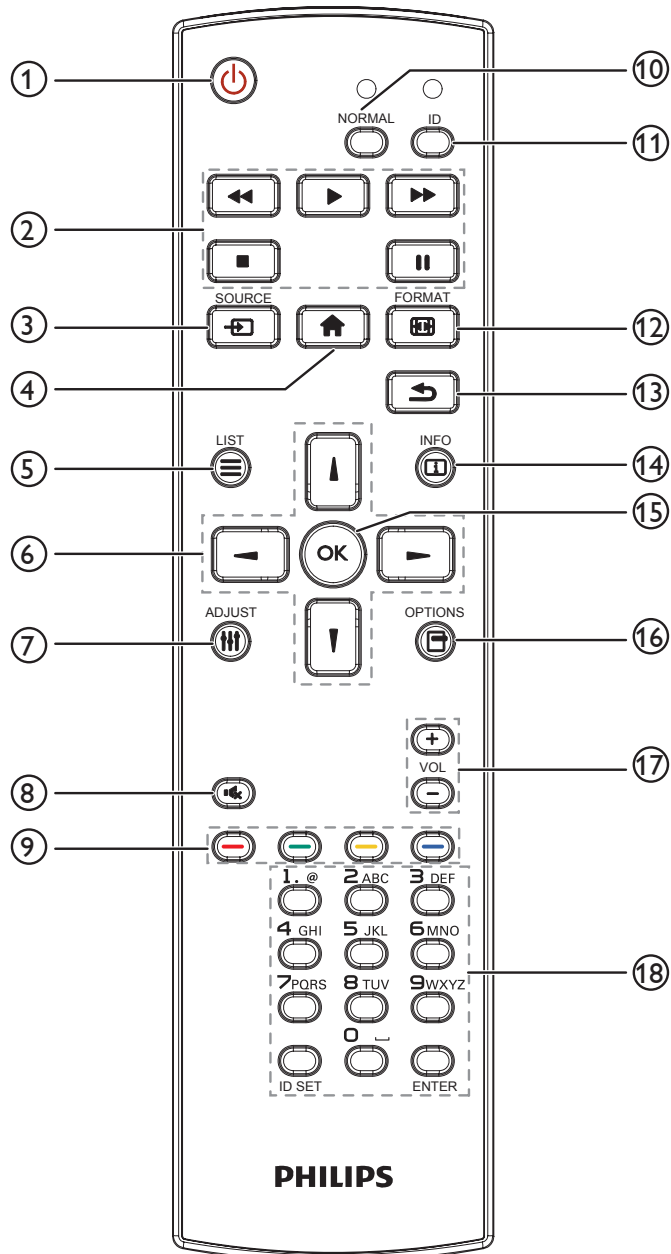 ①
⑩
NORMAL ID
⑪
②
SOURCE FORMAT
③
⑫
④
⑬
LIST INFO
⑤
⑭
⑮
⑥ OK
ADJUST OPTIONS
⑦
⑯
+
VOL
⑰
⑧
−
⑨
1. @ 2 ABC 3 DEF
4 GHI 5 JKL 6 MNO
⑱
7 PQRS 8 TUV 9 WXYZ
0 ⎵
ID SET ENTER
PHILIPS